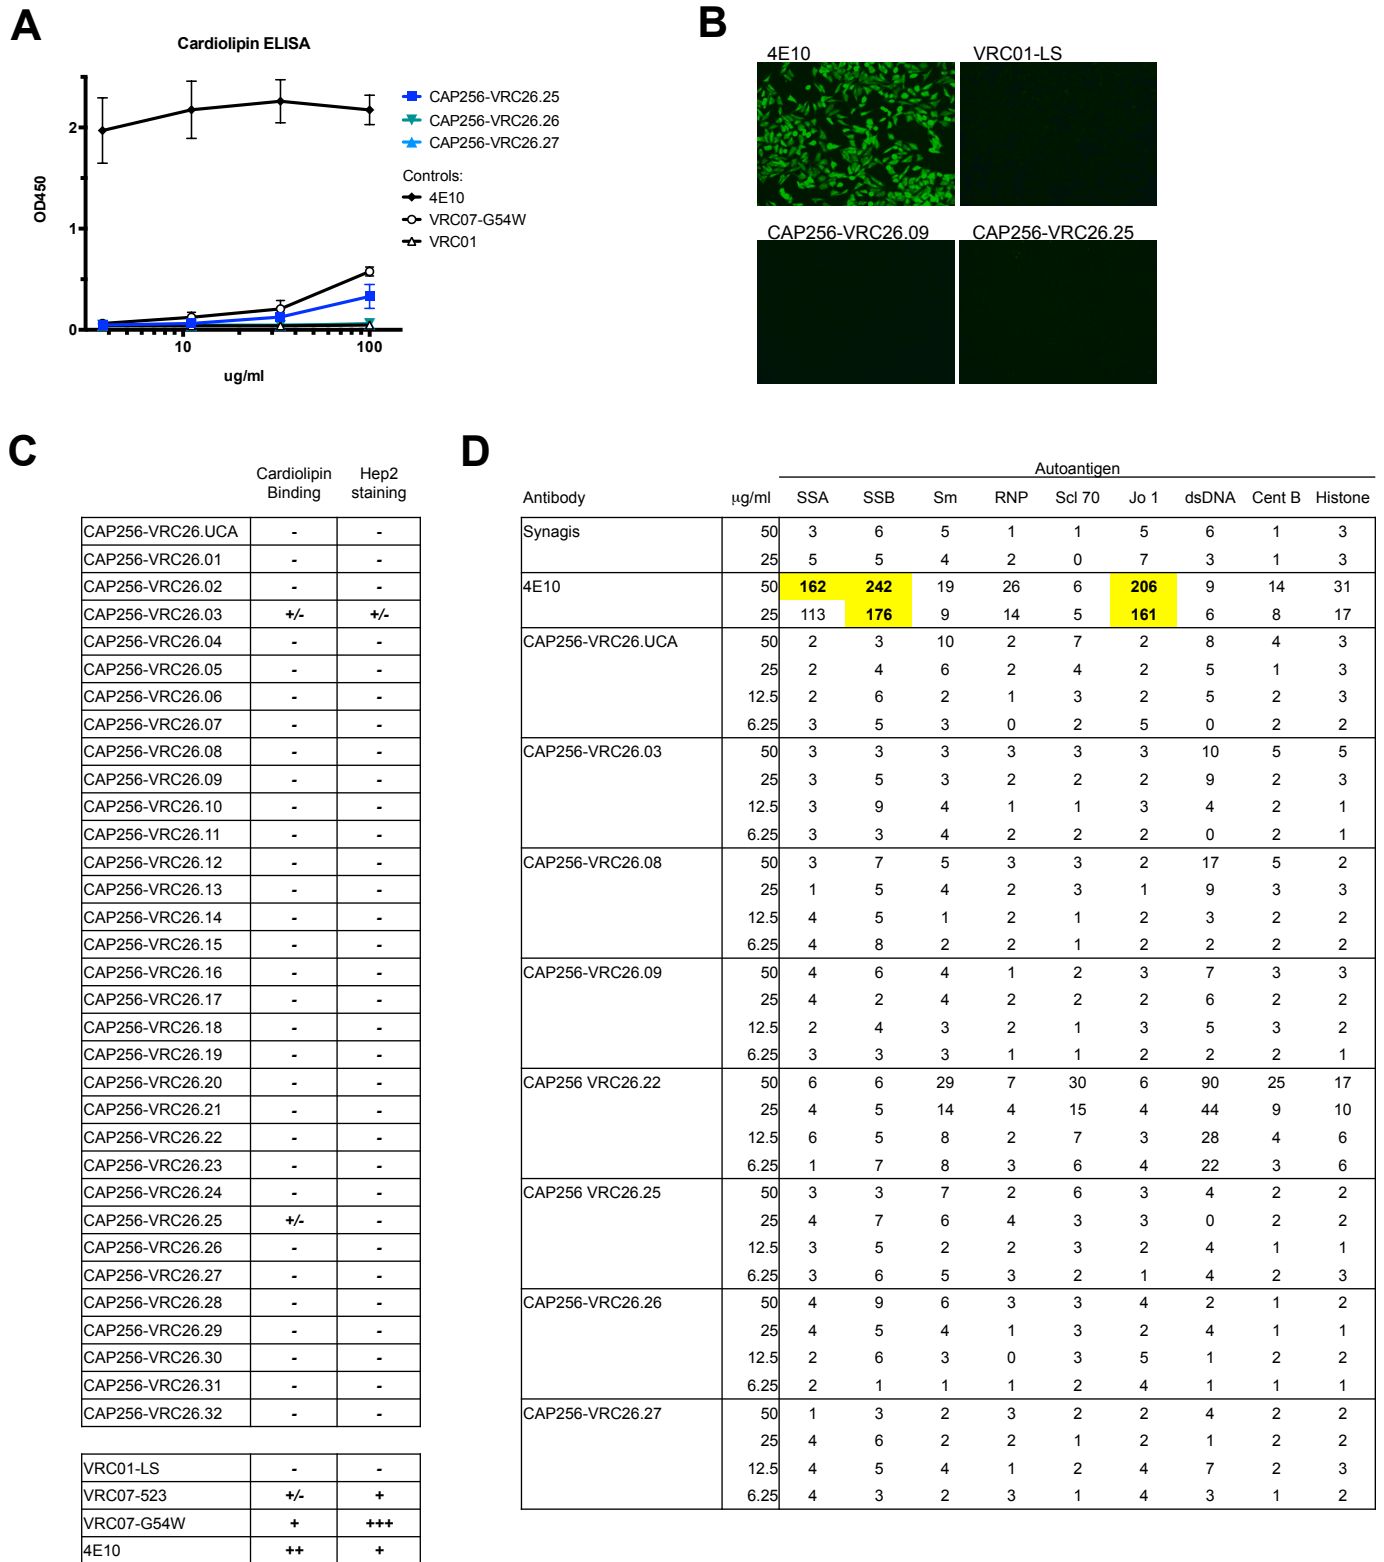 A
Cardiolipin ELISA
OD450
2
1
0
10
100
ug/ml
CAP256-VRC26.25
CAP256-VRC26.26
CAP256-VRC26.27
Controls:
4E10
VRC07-G54W
VRC01
B
4E10 VRC01-LS
CAP256-VRC26.09 CAP256-VRC26.25
C
Cardiolipin Hep2
Binding staining
CAP256-VRC26.UCA - -
CAP256-VRC26.01 - -
CAP256-VRC26.02 - -
CAP256-VRC26.03 +/- +/-
CAP256-VRC26.04 - -
CAP256-VRC26.05 - -
CAP256-VRC26.06 - -
CAP256-VRC26.07 - -
CAP256-VRC26.08 - -
CAP256-VRC26.09 - -
CAP256-VRC26.10 - -
CAP256-VRC26.11 - -
CAP256-VRC26.12 - -
CAP256-VRC26.13 - -
CAP256-VRC26.14 - -
CAP256-VRC26.15 - -
CAP256-VRC26.16 - -
CAP256-VRC26.17 - -
CAP256-VRC26.18 - -
CAP256-VRC26.19 - -
CAP256-VRC26.20 - -
CAP256-VRC26.21 - -
CAP256-VRC26.22 - -
CAP256-VRC26.23 - -
CAP256-VRC26.24 - -
CAP256-VRC26.25 +/- -
CAP256-VRC26.26 - -
CAP256-VRC26.27 - -
CAP256-VRC26.28 - -
CAP256-VRC26.29 - -
CAP256-VRC26.30 - -
CAP256-VRC26.31 - -
CAP256-VRC26.32 - -
VRC01-LS - -
VRC07-523 +/- +
VRC07-G54W + +++
4E10 ++ +
D
Autoantigen
Antibody µg/ml SSA SSB Sm RNP Scl 70 Jo 1 dsDNA Cent B Histone
Synagis 50 3 6 5 1 1 5 6 1 3
25 5 5 4 2 0 7 3 1 3
4E10 50 162 242 19 26 6 206 9 14 31
25 113 176 9 14 5 161 6 8 17
CAP256-VRC26.UCA 50 2 3 10 2 7 2 8 4 3
25 2 4 6 2 4 2 5 1 3
12.5 2 6 2 1 3 2 5 2 3
6.25 3 5 3 0 2 5 0 2 2
CAP256-VRC26.03 50 3 3 3 3 3 3 10 5 5
25 3 5 3 2 2 2 9 2 3
12.5 3 9 4 1 1 3 4 2 1
6.25 3 3 4 2 2 2 0 2 1
CAP256-VRC26.08 50 3 7 5 3 3 2 17 5 2
25 1 5 4 2 3 1 9 3 3
12.5 4 5 1 2 1 2 3 2 2
6.25 4 8 2 2 1 2 2 2 2
CAP256-VRC26.09 50 4 6 4 1 2 3 7 3 3
25 4 2 4 2 2 2 6 2 2
12.5 2 4 3 2 1 3 5 3 2
6.25 3 3 3 1 1 2 2 2 1
CAP256 VRC26.22 50 6 6 29 7 30 6 90 25 17
25 4 5 14 4 15 4 44 9 10
12.5 6 5 8 2 7 3 28 4 6
6.25 1 7 8 3 6 4 22 3 6
CAP256 VRC26.25 50 3 3 7 2 6 3 4 2 2
25 4 7 6 4 3 3 0 2 2
12.5 3 5 2 2 3 2 4 1 1
6.25 3 6 5 3 2 1 4 2 3
CAP256-VRC26.26 50 4 9 6 3 3 4 2 1 2
25 4 5 4 1 3 2 4 1 1
12.5 2 6 3 0 3 5 1 2 2
6.25 2 1 1 1 2 4 1 1 1
CAP256-VRC26.27 50 1 3 2 3 2 2 4 2 2
25 4 6 2 2 1 2 1 2 2
12.5 4 5 4 1 2 4 7 2 3
6.25 4 3 2 3 1 4 3 1 2